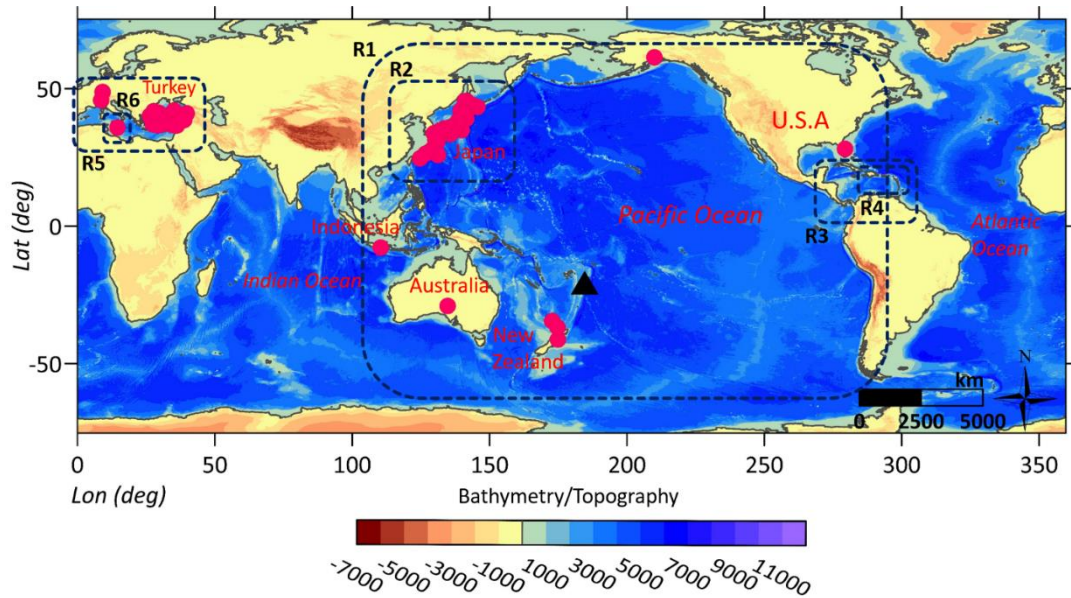 R1
R2
50
Turkey
R6
R5
Japan
U.S.A
Lat (deg)
0
Pacific Ocean
R4
R3
Atlantic
Ocean
Indonesia
Indian Ocean
Australia
New
Zealand
-50
N
km
0 2500 5000
0 50 100 150 200 250 300 350
Lon (deg)
Bathymetry/Topography
-7000 -5000 -3000 -1000 1000 3000 5000 7000 9000 11000